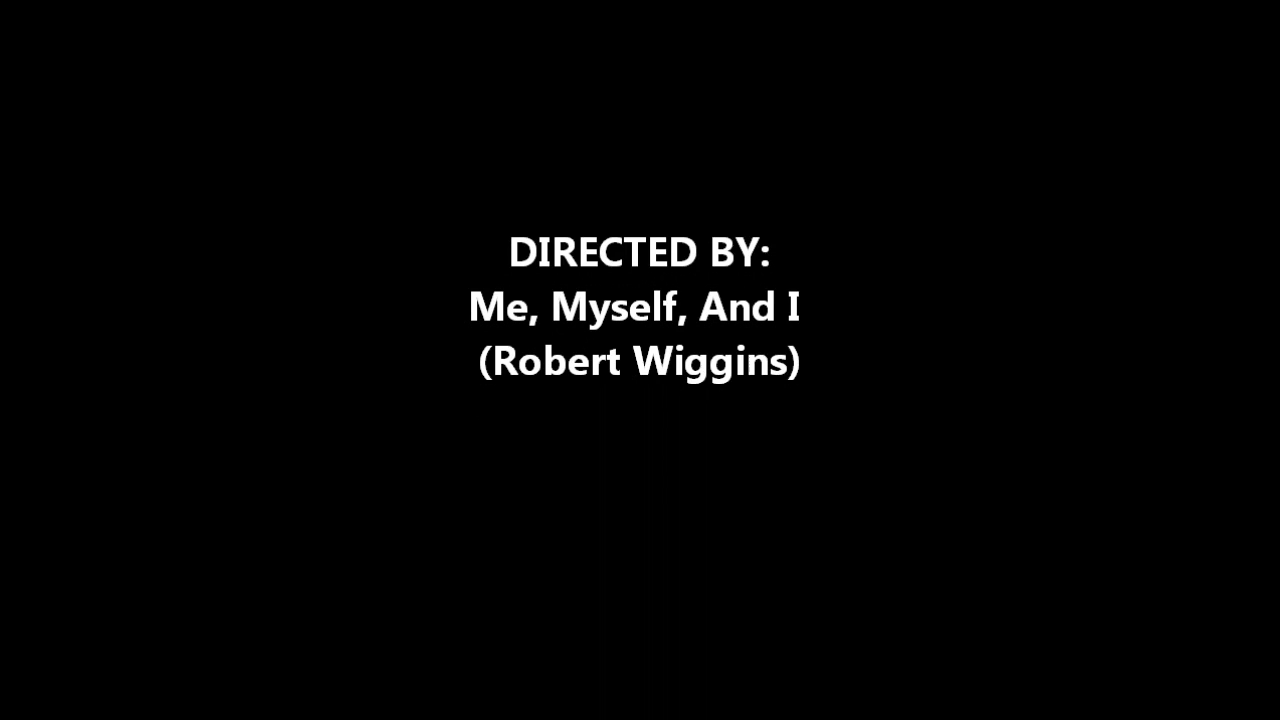 DIRECTED BY:
Me, Myself, And I
(Robert Wiggins)